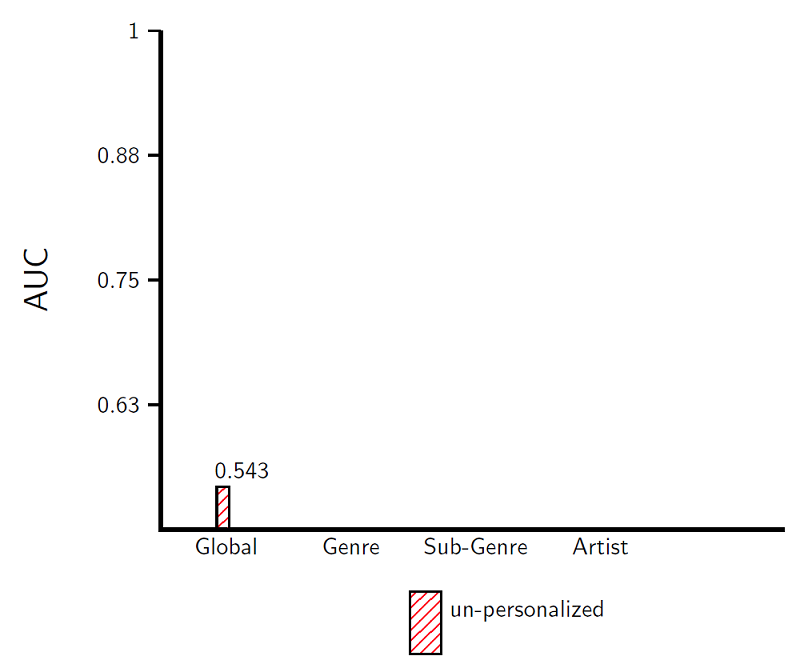 1
0.88
AUC
0.75
0.63
0.543
Global Genre Sub-Genre Artist
un-personalized